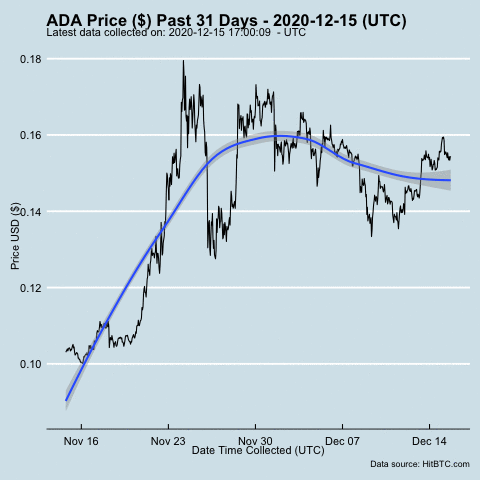 ADA Price ($) Past 31 Days - 2020-12-15 (UTC)
Latest data collected on: 2020-12-15 17:00:09 - UTC
0.18
0.16
0.14
0.12
0.10
Price USD ($)
Nov 16 Nov 23 Nov 30 Dec 07 Dec 14
Date Time Collected (UTC)
Data source: HitBTC.com